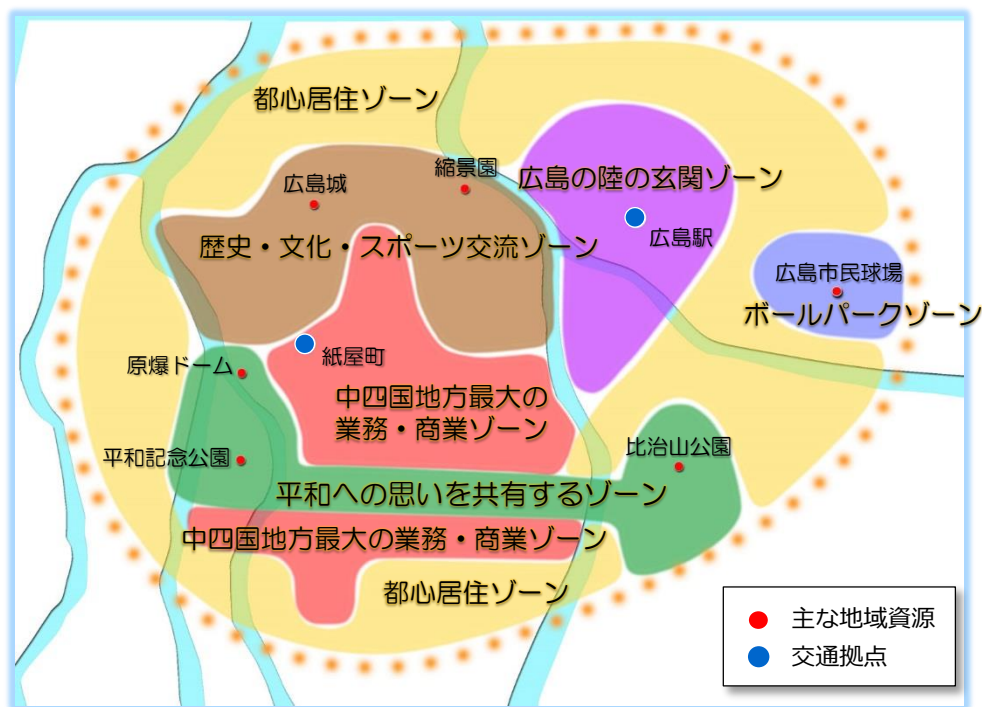 都心居住ゾーン
縮景園
広島城
広島の陸の玄関ゾーン
広島駅
歴史・文化・スポーツ交流ゾーン
広島市民球場
ボールパークゾーン
紙屋町
原爆ドーム
中四国地方最大の
業務・商業ゾーン
比治山公園
平和記念公園
平和への思いを共有するゾーン
中四国地方最大の業務・商業ゾーン
都心居住ゾーン
主な地域資源
交通拠点